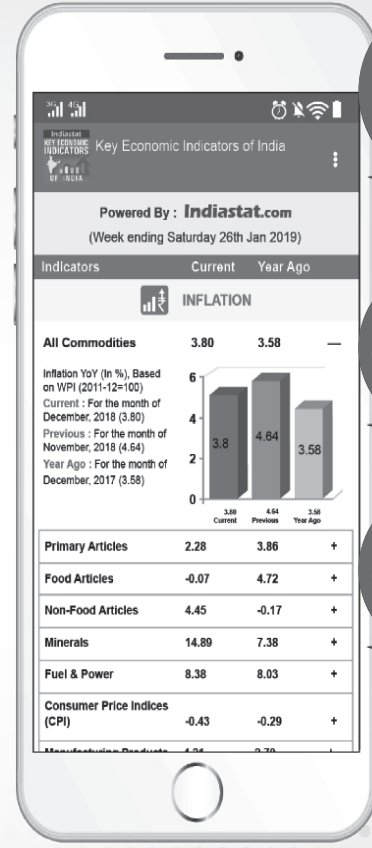 3G 4G
Indiastat
KEY ECONOMIC
INDICATORS
OF INDIA
Key Economic Indicators of India
Powered By : Indiastat.com
(Week ending Saturday 26th Jan 2019)
Indicators Current Year Ago
INFLATION
All Commodities 3.80 3.58 —
Inflation YoY (In %), Based
on WPI (2011-12=100)
Current : For the month of
December, 2018 (3.80)
Previous : For the month of
November, 2018 (4.64)
Year Ago : For the month of
December, 2017 (3.58)
6
4
2
0
3.8
4.64
3.58
3.80 4.64 3.58
Current Previous Year Ago
Primary Articles 2.28 3.86 +
Food Articles -0.07 4.72 +
Non-Food Articles 4.45 -0.17 +
Minerals 14.89 7.38 +
Fuel & Power 8.38 8.03 +
Consumer Price Indices
(CPI) -0.43 -0.29 +
Manufacturing Products